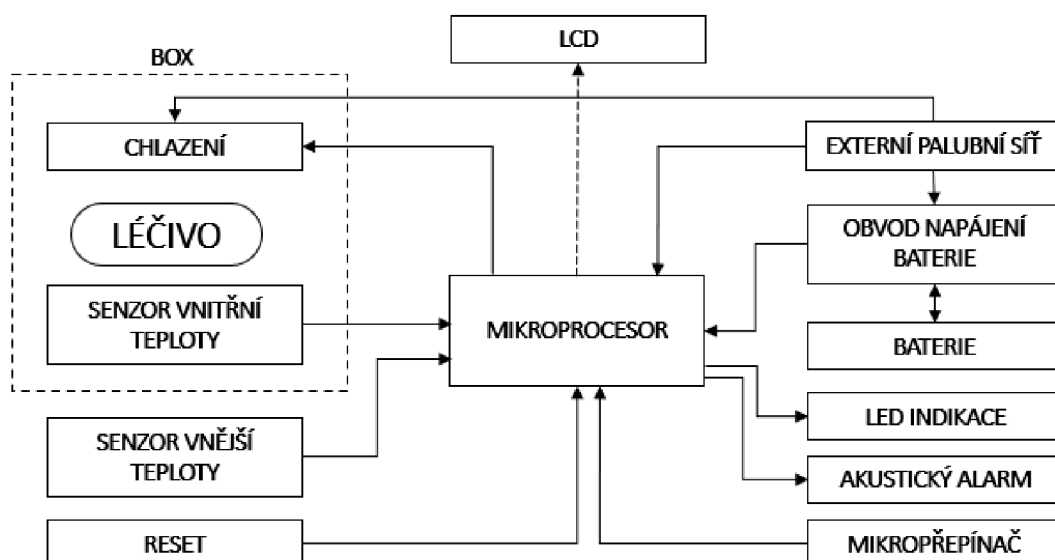 LCD
BOX
CHLAZENÍ
EXTERNÍ PALUBNÍ SÍŤ
LÉČIVO
OBVOD NAPÁJENÍ
BATERIE
SENZOR VNITŘNÍ
TEPLOTY
MIKROPROCESOR
BATERIE
LED INDIKACE
SENZOR VNĚJŠÍ
TEPLOTY
AKUSTICKÝ ALARM
RESET
MIKROPŘEPÍNAČ